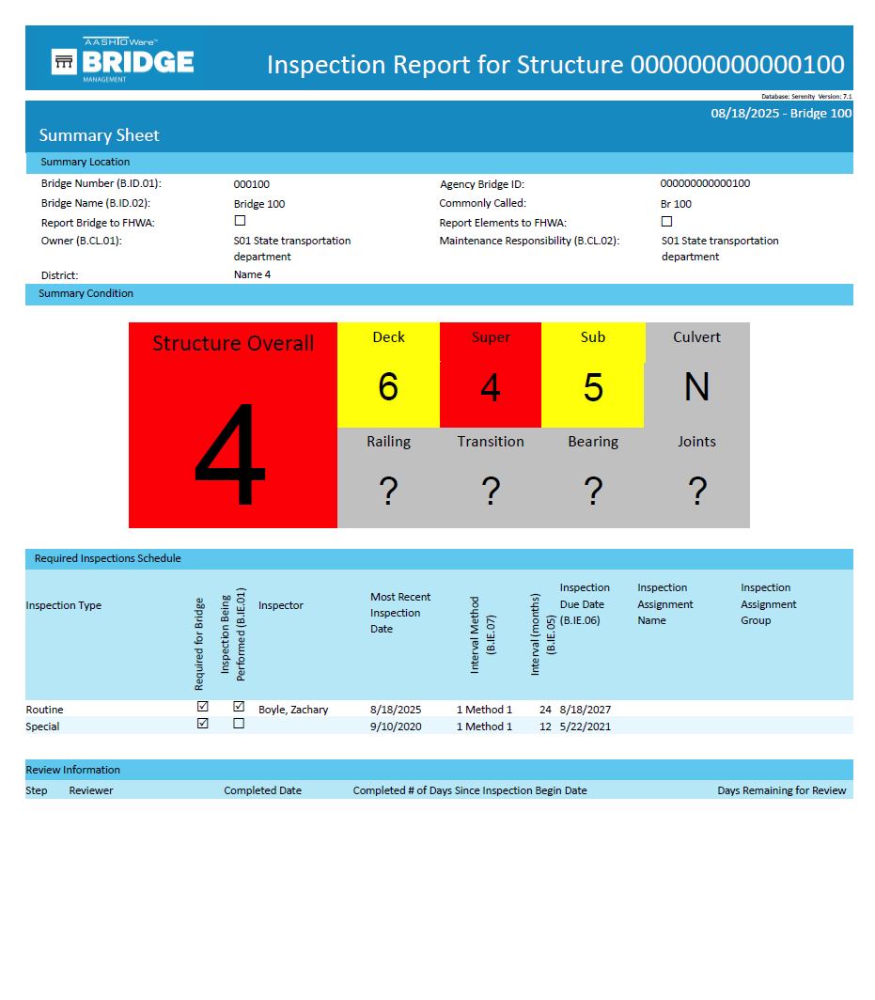 AASHTOWare™
BRIDGE
MANAGEMENT
Inspection Report for Structure 000000000000100
Database: Serenity Version: 7.1
08/18/2025 - Bridge 100
Summary Sheet
Summary Location
Bridge Number (B.ID.01): 000100 Agency Bridge ID: 000000000000100
Bridge Name (B.ID.02): Bridge 100 Commonly Called: Br 100
Report Bridge to FHWA: ☐ Report Elements to FHWA: ☐
Owner (B.CL.01): S01 State transportation Maintenance Responsibility (B.CL.02): S01 State transportation
department department
District: Name 4
Summary Condition
Structure Overall Deck Super Sub Culvert
4 6 4 5 N
Railing Transition Bearing Joints
? ? ? ?
Required Inspections Schedule
Inspection Type
Required for Bridge
Inspection Being
Performed (B.IE.01)
Inspector
Most Recent
Inspection
Date
Interval Method
(B.IE.07)
Interval (months)
(B.IE.05)
Inspection
Due Date
(B.IE.06)
Inspection
Assignment
Name
Inspection
Assignment
Group
Routine ☑ ☑ Boyle, Zachary 8/18/2025 1 Method 1 24 8/18/2027
Special ☑ ☐ 9/10/2020 1 Method 1 12 5/22/2021
Review Information
Step Reviewer Completed Date Completed # of Days Since Inspection Begin Date Days Remaining for Review